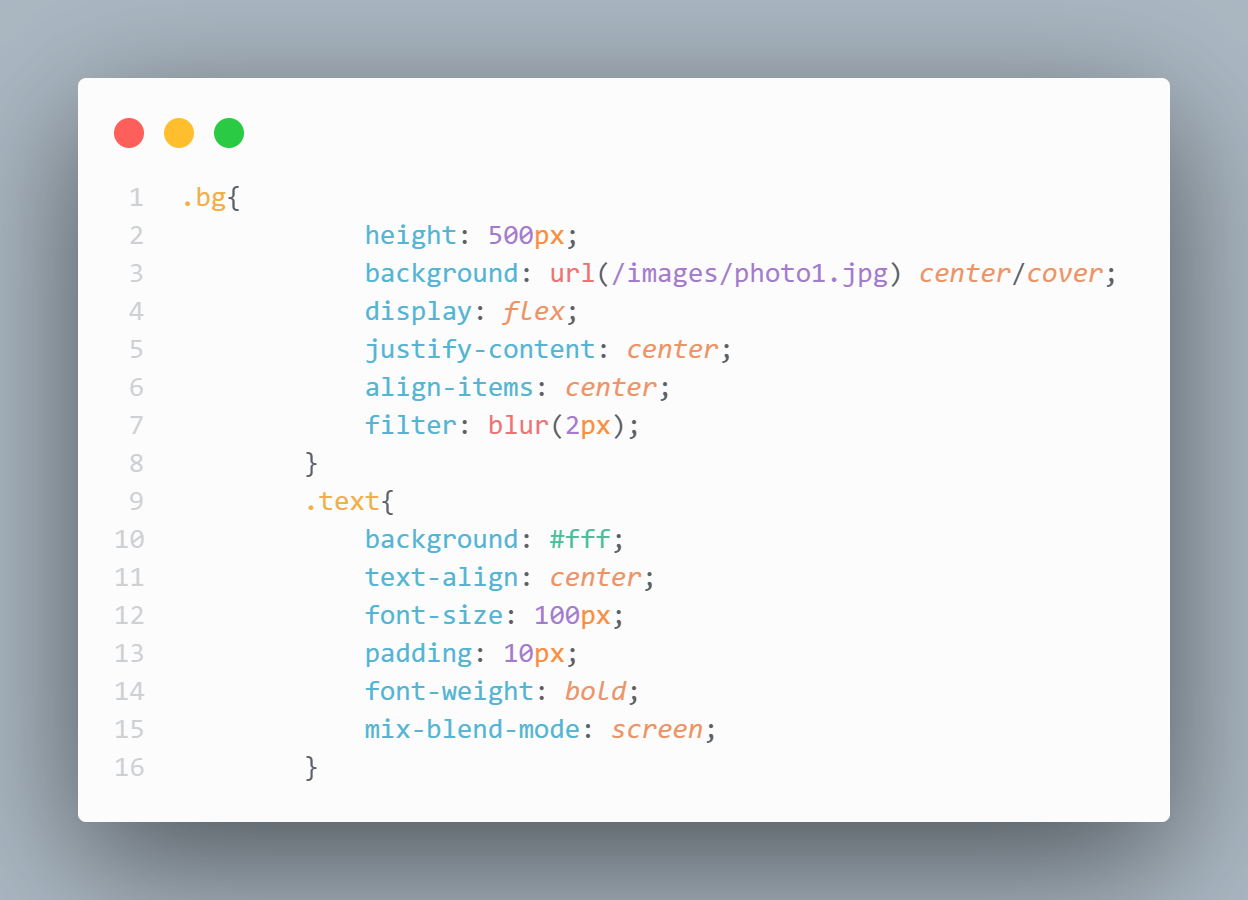 1 .bg{
2 height: 500px;
3 background: url(/images/photo1.jpg) center/cover;
4 display: flex;
5 justify-content: center;
6 align-items: center;
7 filter: blur(2px);
8 }
9 .text{
10 background: #fff;
11 text-align: center;
12 font-size: 100px;
13 padding: 10px;
14 font-weight: bold;
15 mix-blend-mode: screen;
16 }